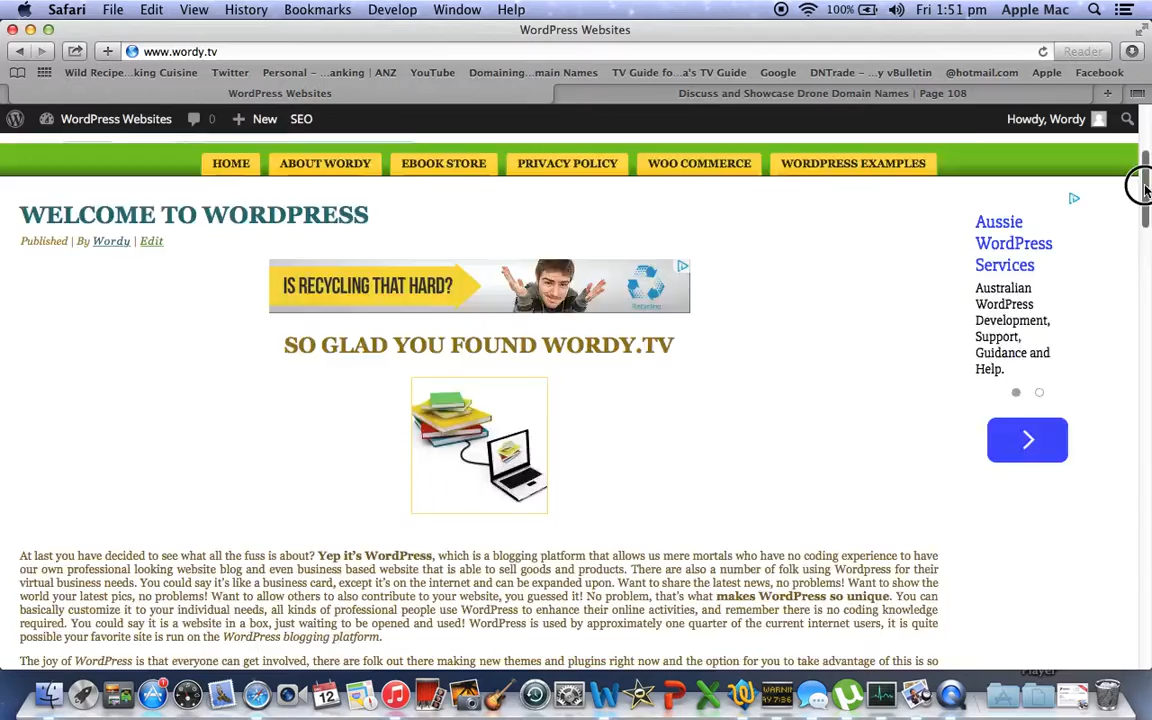 Safari File Edit View History Bookmarks Develop Window Help 100% Fri 1:51 pm Apple Mac
WordPress Websites
www.wordy.tv Reader
Wild Recipe...king Cuisine Twitter Personal – ...anking | ANZ YouTube Domaining...main Names TV Guide fo...a's TV Guide Google DNTrade – ...y vBulletin @hotmail.com Apple Facebook
WordPress Websites Discuss and Showcase Drone Domain Names | Page 108
WordPress Websites 0 New SEO Howdy, Wordy
HOME ABOUT WORDY EBOOK STORE PRIVACY POLICY WOO COMMERCE WORDPRESS EXAMPLES
WELCOME TO WORDPRESS
Published | By Wordy | Edit
IS RECYCLING THAT HARD?
Recycling
SO GLAD YOU FOUND WORDY.TV
Aussie
WordPress
Services
Australian
WordPress
Development,
Support,
Guidance and
Help.
At last you have decided to see what all the fuss is about? Yep it's WordPress, which is a blogging platform that allows us mere mortals who have no coding experience to have
our own professional looking website blog and even business based website that is able to sell goods and products. There are also a number of folk using Wordpress for their
virtual business needs. You could say it's like a business card, except it's on the internet and can be expanded upon. Want to share the latest news, no problems! Want to show the
world your latest pics, no problems! Want to allow others to also contribute to your website, you guessed it! No problem, that's what makes WordPress so unique. You can
basically customize it to your individual needs, all kinds of professional people use WordPress to enhance their online activities, and remember there is no coding knowledge
required. You could say it is a website in a box, just waiting to be opened and used! WordPress is used by approximately one quarter of the current internet users, it is quite
possible your favorite site is run on the WordPress blogging platform.
The joy of WordPress is that everyone can get involved, there are folk out there making new themes and plugins right now and the option for you to take advantage of this is so